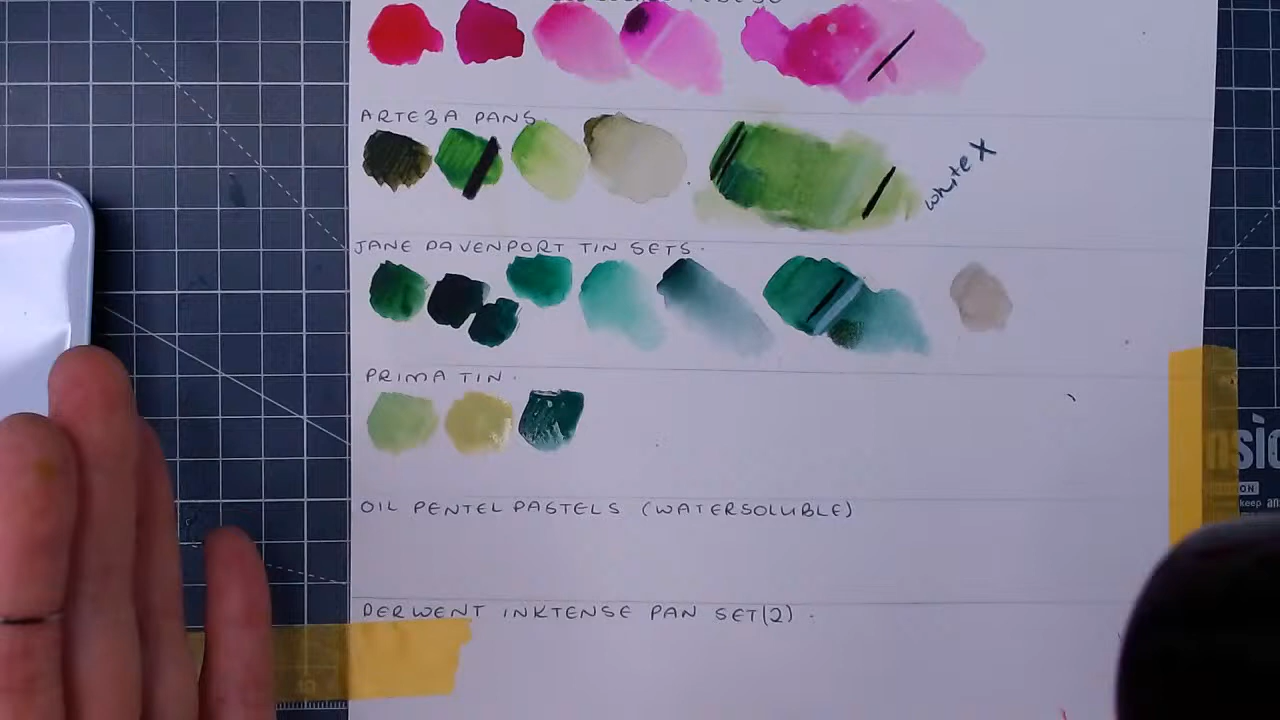 ARTEZA PANS.
white X
JANE DAVENPORT TIN SETS.
PRIMA TIN.
OIL PENTEL PASTELS (WATERSOLUBLE)
DERWENT INKTENSE PAN SET(2).